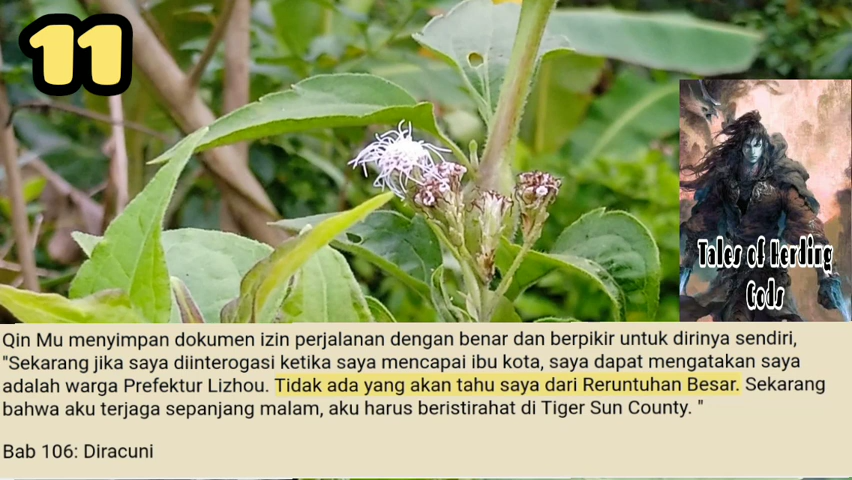 11
Tales of Herding
Gods
Qin Mu menyimpan dokumen izin perjalanan dengan benar dan berpikir untuk dirinya sendiri,
"Sekarang jika saya diinterogasi ketika saya mencapai ibu kota, saya dapat mengatakan saya
adalah warga Prefektur Lizhou. Tidak ada yang akan tahu saya dari Reruntuhan Besar. Sekarang
bahwa aku terjaga sepanjang malam, aku harus beristirahat di Tiger Sun County. "
Bab 106: Diracuni